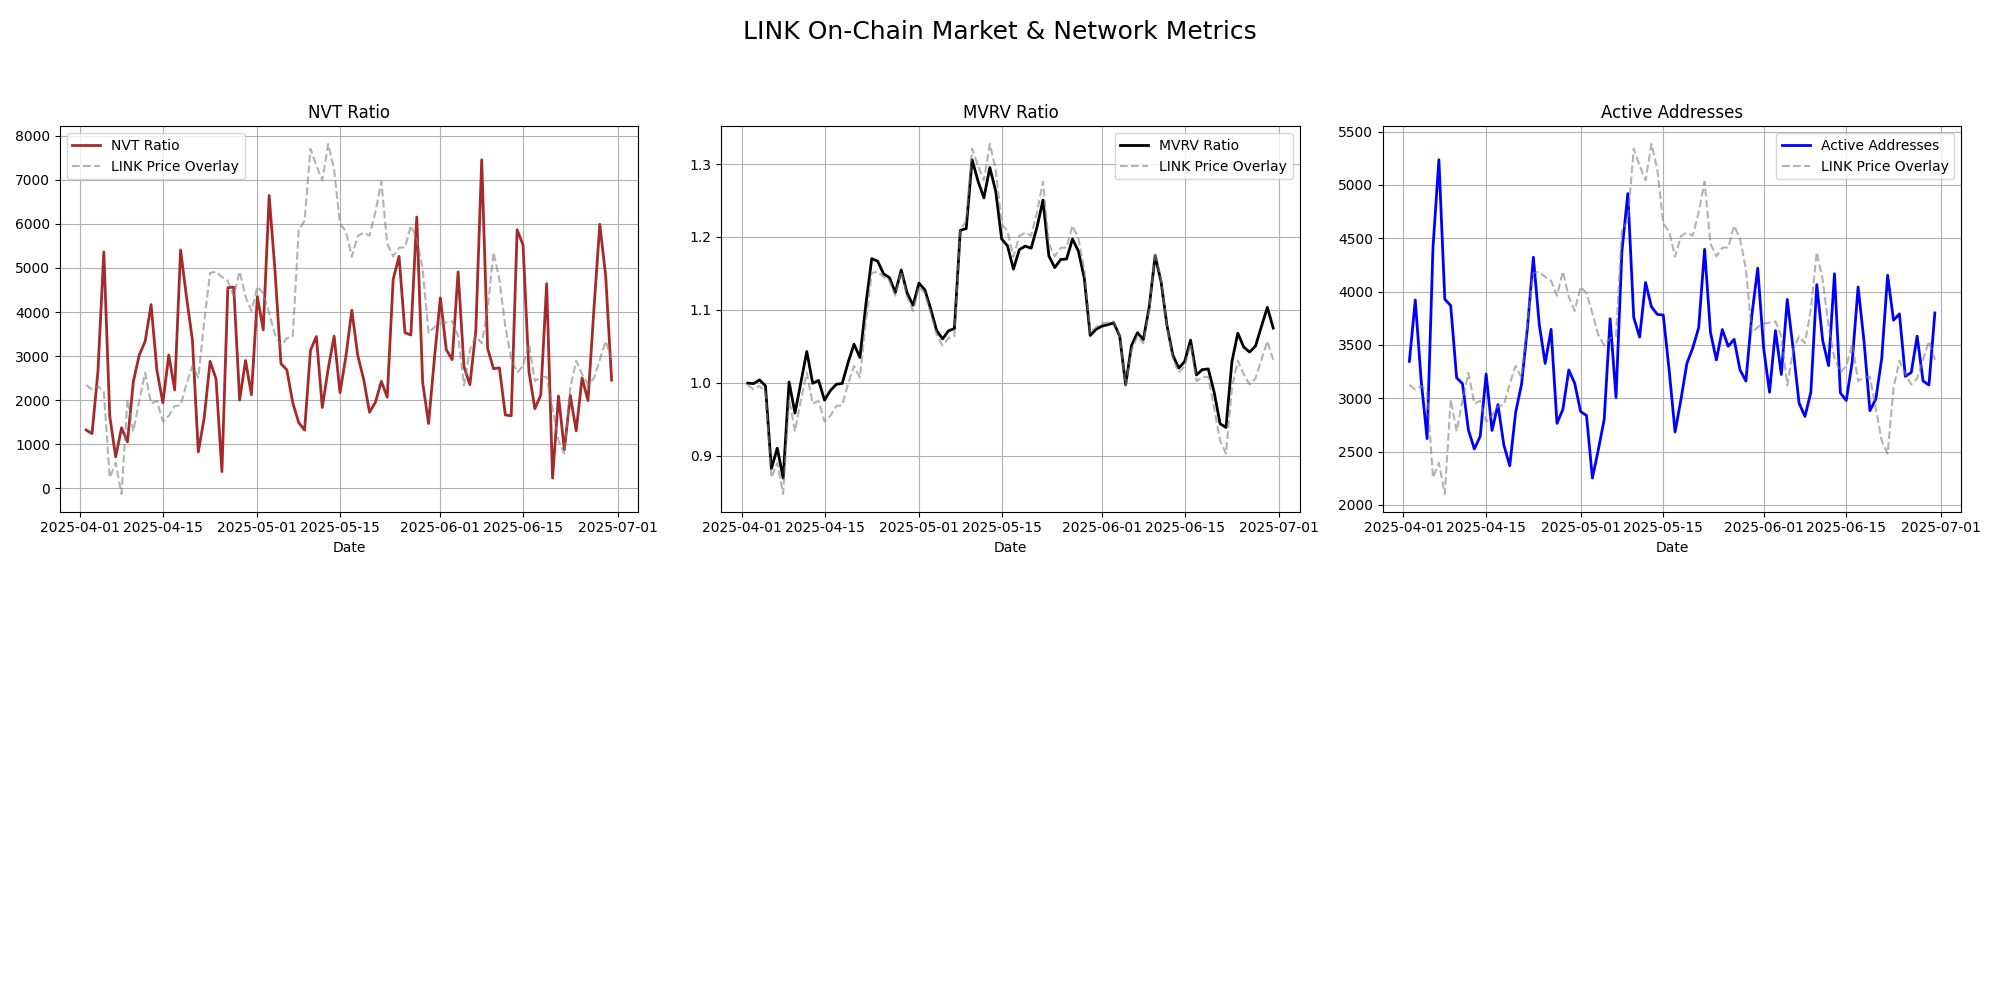 LINK On-Chain Market & Network Metrics
NVT Ratio
NVT Ratio
LINK Price Overlay
8000
7000
6000
5000
4000
3000
2000
1000
0
2025-04-01 2025-04-15 2025-05-01 2025-05-15 2025-06-01 2025-06-15 2025-07-01
Date
MVRV Ratio
MVRV Ratio
LINK Price Overlay
1.3
1.2
1.1
1.0
0.9
2025-04-01 2025-04-15 2025-05-01 2025-05-15 2025-06-01 2025-06-15 2025-07-01
Date
Active Addresses
Active Addresses
LINK Price Overlay
5500
5000
4500
4000
3500
3000
2500
2000
2025-04-01 2025-04-15 2025-05-01 2025-05-15 2025-06-01 2025-06-15 2025-07-01
Date